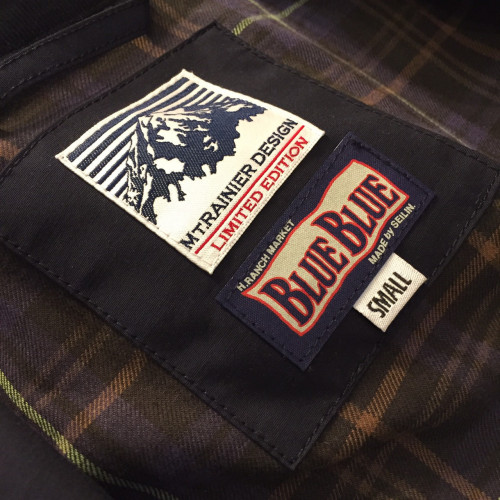 MT.RAINIER DESIGN
LIMITED EDITION
H.RANCH MARKET
BLUE BLUE
MADE by SEILIN.
SMALL